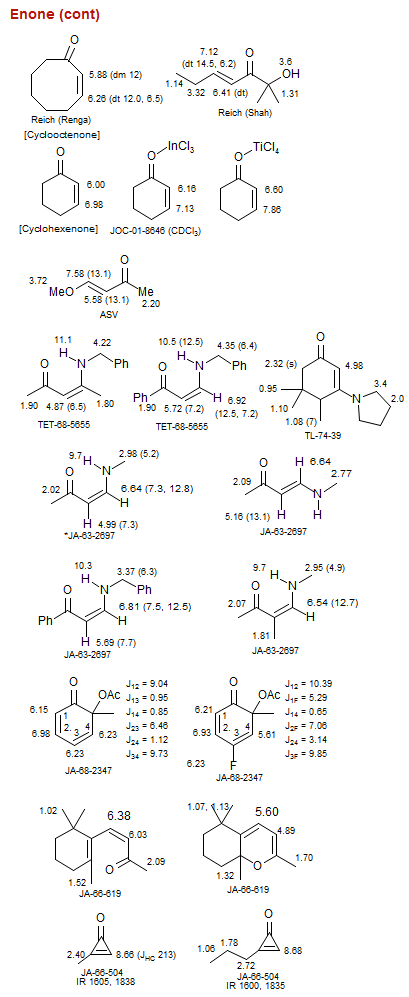 Enone (cont)
O
5.88 (dm 12)
6.26 (dt 12.0, 6.5)
Reich (Renga)
[Cyclooctenone]
7.12
(dt 14.5, 6.2)
O
3.6
OH
1.14
3.32
6.41 (dt)
1.31
Reich (Shah)
O
6.00
6.98
[Cyclohexenone]
O
InCl3
6.16
7.13
JOC-01-8646 (CDCl3)
O
TiCl4
6.60
7.86
3.72
7.58 (13.1)
O
MeO
Me
5.58 (13.1)
2.20
ASV
11.1
4.22
H
N
O
Ph
1.90
4.87 (6.5)
1.80
TET-68-5655
10.5 (12.5)
4.35 (6.4)
H
N
O
Ph
Ph
H
6.92
(12.5, 7.2)
1.90
5.72 (7.2)
TET-68-5655
O
2.32 (s)
4.98
0.95
1.10
N
3.4
2.0
1.08 (7)
TL-74-39
9.7
2.98 (5.2)
H
N
O
2.02
6.64 (7.3, 12.8)
H
H
4.99 (7.3)
*JA-63-2697
O
H
6.64
2.09
2.77
N
5.16 (13.1)
H
H
JA-63-2697
10.3
3.37 (6.3)
H
N
O
Ph
Ph
6.81 (7.5, 12.5)
H
H
5.69 (7.7)
JA-63-2697
9.7
2.95 (4.9)
H
N
O
2.07
6.54 (12.7)
H
1.81
JA-63-2697
O
OAc
6.15
1
2
3
4
6.98
6.23
6.23
J12 = 9.04
J13 = 0.95
J14 = 0.85
J23 = 6.46
J24 = 1.12
J34 = 9.73
JA-68-2347
O
OAc
6.21
1
2
3
4
6.93
5.61
6.23
F
J12 = 10.39
J1F = 5.29
J14 = 0.65
J2F = 7.06
J24 = 3.14
J3F = 9.85
JA-68-2347
1.02
6.38
6.03
O
2.09
1.52
JA-66-619
1.07, 1.13
5.60
4.89
O
1.70
1.32
JA-66-619
O
2.40
8.66 (JHC 213)
JA-66-504
IR 1605, 1838
O
1.06
1.78
8.68
2.72
JA-66-504
IR 1600, 1835